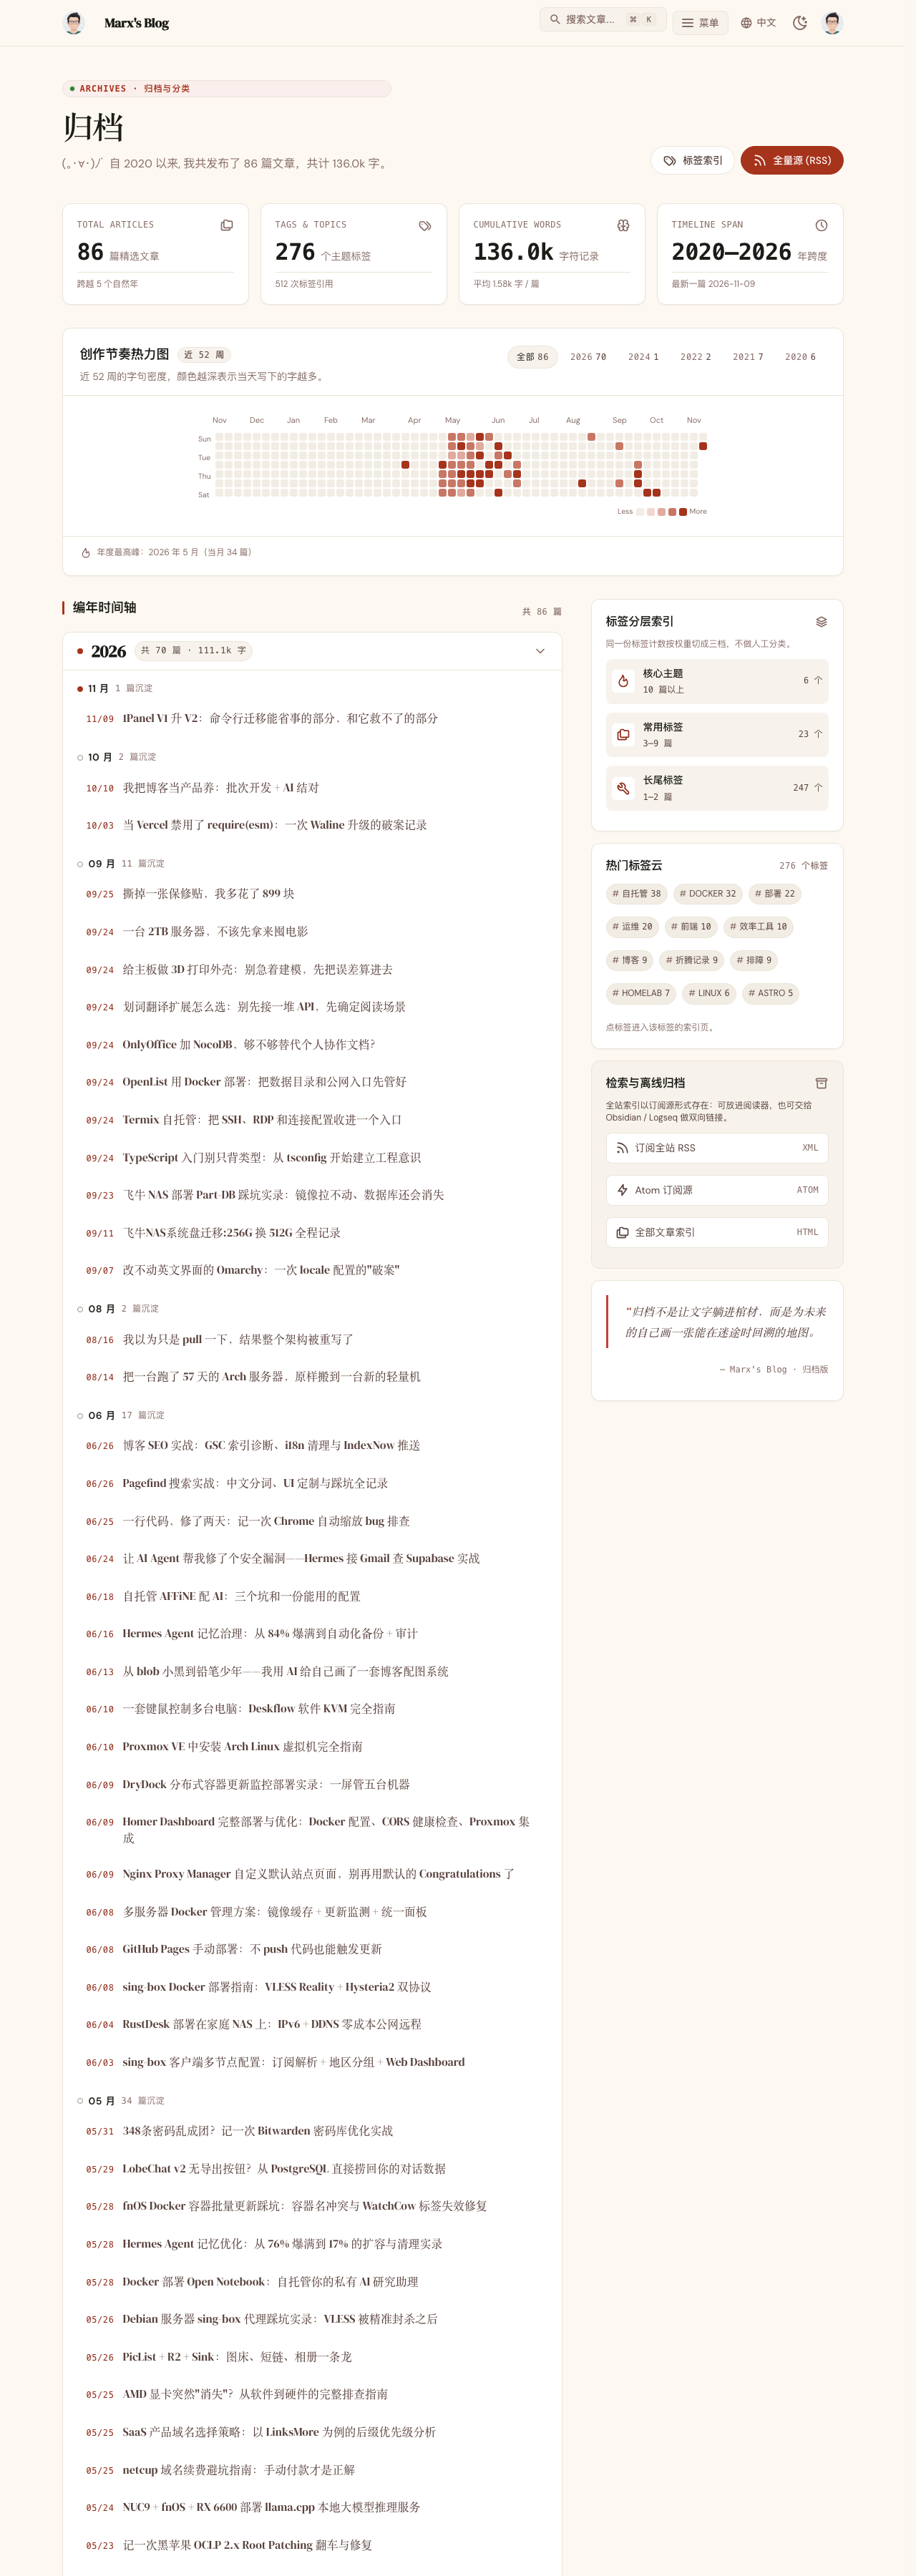 Marx's Blog
搜索文章... ⌘ K
菜单
中文
ARCHIVES · 归档与分类
归档
(｡･∀･)ﾉﾞ 自 2020 以来, 我共发布了 86 篇文章，共计 136.0k 字。
标签索引
全量源 (RSS)
TOTAL ARTICLES
86 篇精选文章
跨越 5 个自然年
TAGS & TOPICS
276 个主题标签
512 次标签引用
CUMULATIVE WORDS
136.0k 字符记录
平均 1.58k 字 / 篇
TIMELINE SPAN
2020—2026 年跨度
最新一篇 2026-11-09
创作节奏热力图 近 52 周
近 52 周的字句密度，颜色越深表示当天写下的字越多。
全部 86 2026 70 2024 1 2022 2 2021 7 2020 6
Nov Dec Jan Feb Mar Apr May Jun Jul Aug Sep Oct Nov
Sun
Tue
Thu
Sat
Less More
年度最高峰：2026 年 5 月（当月 34 篇）
编年时间轴
共 86 篇
2026 共 70 篇 · 111.1k 字
11 月 1 篇沉淀
11/09 1Panel V1 升 V2：命令行迁移能省事的部分，和它救不了的部分
10 月 2 篇沉淀
10/10 我把博客当产品养：批次开发 + AI 结对
10/03 当 Vercel 禁用了 require(esm)：一次 Waline 升级的破案记录
09 月 11 篇沉淀
09/25 撕掉一张保修贴，我多花了 899 块
09/24 一台 2TB 服务器，不该先拿来囤电影
09/24 给主板做 3D 打印外壳：别急着建模，先把误差算进去
09/24 划词翻译扩展怎么选：别先接一堆 API，先确定阅读场景
09/24 OnlyOffice 加 NocoDB，够不够替代个人协作文档？
09/24 OpenList 用 Docker 部署：把数据目录和公网入口先管好
09/24 Termix 自托管：把 SSH、RDP 和连接配置收进一个入口
09/24 TypeScript 入门别只背类型：从 tsconfig 开始建立工程意识
09/23 飞牛 NAS 部署 Part-DB 踩坑实录：镜像拉不动、数据库还会消失
09/11 飞牛NAS系统盘迁移:256G 换 512G 全程记录
09/07 改不动英文界面的 Omarchy：一次 locale 配置的"破案"
08 月 2 篇沉淀
08/16 我以为只是 pull 一下，结果整个架构被重写了
08/14 把一台跑了 57 天的 Arch 服务器，原样搬到一台新的轻量机
06 月 17 篇沉淀
06/26 博客 SEO 实战：GSC 索引诊断、i18n 清理与 IndexNow 推送
06/26 Pagefind 搜索实战：中文分词、UI 定制与踩坑全记录
06/25 一行代码，修了两天：记一次 Chrome 自动缩放 bug 排查
06/24 让 AI Agent 帮我修了个安全漏洞——Hermes 接 Gmail 查 Supabase 实战
06/18 自托管 AFFiNE 配 AI：三个坑和一份能用的配置
06/16 Hermes Agent 记忆治理：从 84% 爆满到自动化备份 + 审计
06/13 从 blob 小黑到铅笔少年——我用 AI 给自己画了一套博客配图系统
06/10 一套键鼠控制多台电脑：Deskflow 软件 KVM 完全指南
06/10 Proxmox VE 中安装 Arch Linux 虚拟机完全指南
06/09 DryDock 分布式容器更新监控部署实录：一屏管五台机器
06/09 Homer Dashboard 完整部署与优化：Docker 配置、CORS 健康检查、Proxmox 集
成
06/09 Nginx Proxy Manager 自定义默认站点页面，别再用默认的 Congratulations 了
06/08 多服务器 Docker 管理方案：镜像缓存 + 更新监测 + 统一面板
06/08 GitHub Pages 手动部署：不 push 代码也能触发更新
06/08 sing-box Docker 部署指南：VLESS Reality + Hysteria2 双协议
06/04 RustDesk 部署在家庭 NAS 上：IPv6 + DDNS 零成本公网远程
06/03 sing-box 客户端多节点配置：订阅解析 + 地区分组 + Web Dashboard
05 月 34 篇沉淀
05/31 348条密码乱成团？记一次 Bitwarden 密码库优化实战
05/29 LobeChat v2 无导出按钮？从 PostgreSQL 直接捞回你的对话数据
05/28 fnOS Docker 容器批量更新踩坑：容器名冲突与 WatchCow 标签失效修复
05/28 Hermes Agent 记忆优化：从 76% 爆满到 17% 的扩容与清理实录
05/28 Docker 部署 Open Notebook：自托管你的私有 AI 研究助理
05/26 Debian 服务器 sing-box 代理踩坑实录：VLESS 被精准封杀之后
05/26 PicList + R2 + Sink：图床、短链、相册一条龙
05/25 AMD 显卡突然"消失"？从软件到硬件的完整排查指南
05/25 SaaS 产品域名选择策略：以 LinksMore 为例的后缀优先级分析
05/25 netcup 域名续费避坑指南：手动付款才是正解
05/24 NUC9 + fnOS + RX 6600 部署 llama.cpp 本地大模型推理服务
05/23 记一次黑苹果 OCLP 2.x Root Patching 翻车与修复
标签分层索引
同一份标签计数按权重切成三档，不做人工分类。
核心主题
10 篇以上
6 个
常用标签
3—9 篇
23 个
长尾标签
1—2 篇
247 个
热门标签云 276 个标签
# 自托管 38 # DOCKER 32 # 部署 22
# 运维 20 # 前端 10 # 效率工具 10
# 博客 9 # 折腾记录 9 # 排障 9
# HOMELAB 7 # LINUX 6 # ASTRO 5
点标签进入该标签的索引页。
检索与离线归档
全站索引以订阅源形式存在：可放进阅读器，也可交给
Obsidian / Logseq 做双向链接。
订阅全站 RSS XML
Atom 订阅源 ATOM
全部文章索引 HTML
“归档不是让文字躺进棺材，而是为未来
的自己画一张能在迷途时回溯的地图。
— Marx's Blog · 归档版